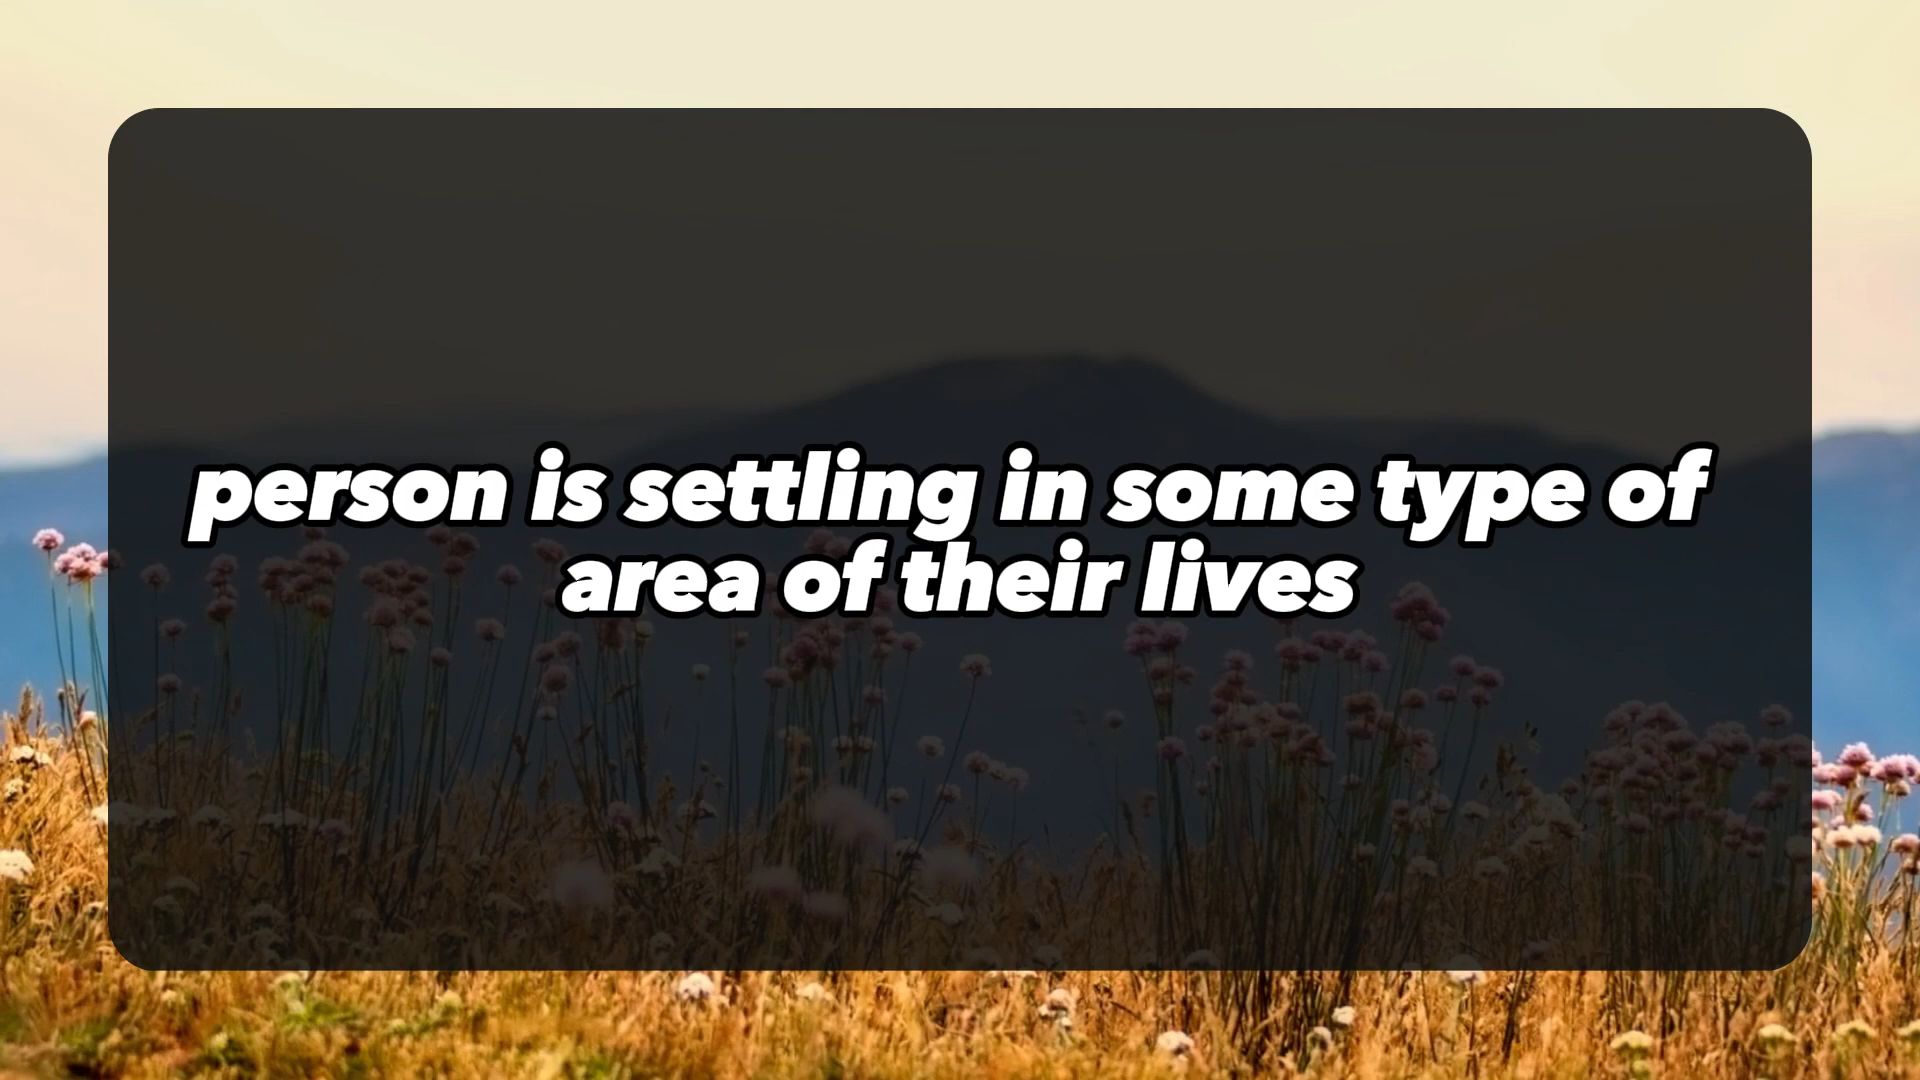 person is settling in some type of
area of their lives